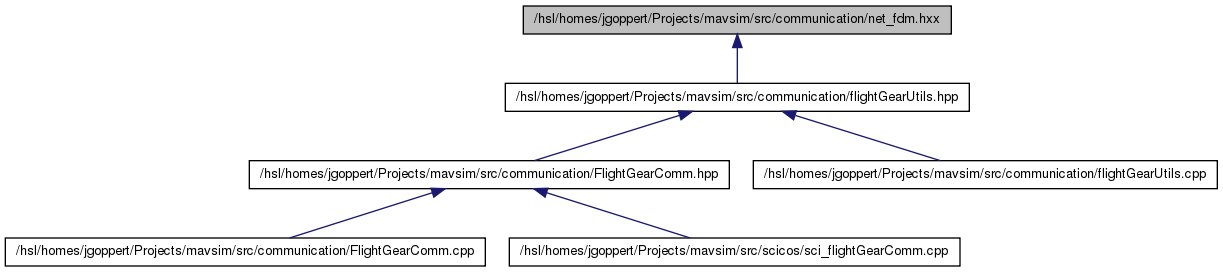 /hsl/homes/jgoppert/Projects/mavsim/src/communication/net_fdm.hxx
/hsl/homes/jgoppert/Projects/mavsim/src/communication/flightGearUtils.hpp
/hsl/homes/jgoppert/Projects/mavsim/src/communication/FlightGearComm.hpp
/hsl/homes/jgoppert/Projects/mavsim/src/communication/flightGearUtils.cpp
/hsl/homes/jgoppert/Projects/mavsim/src/communication/FlightGearComm.cpp
/hsl/homes/jgoppert/Projects/mavsim/src/scicos/sci_flightGearComm.cpp